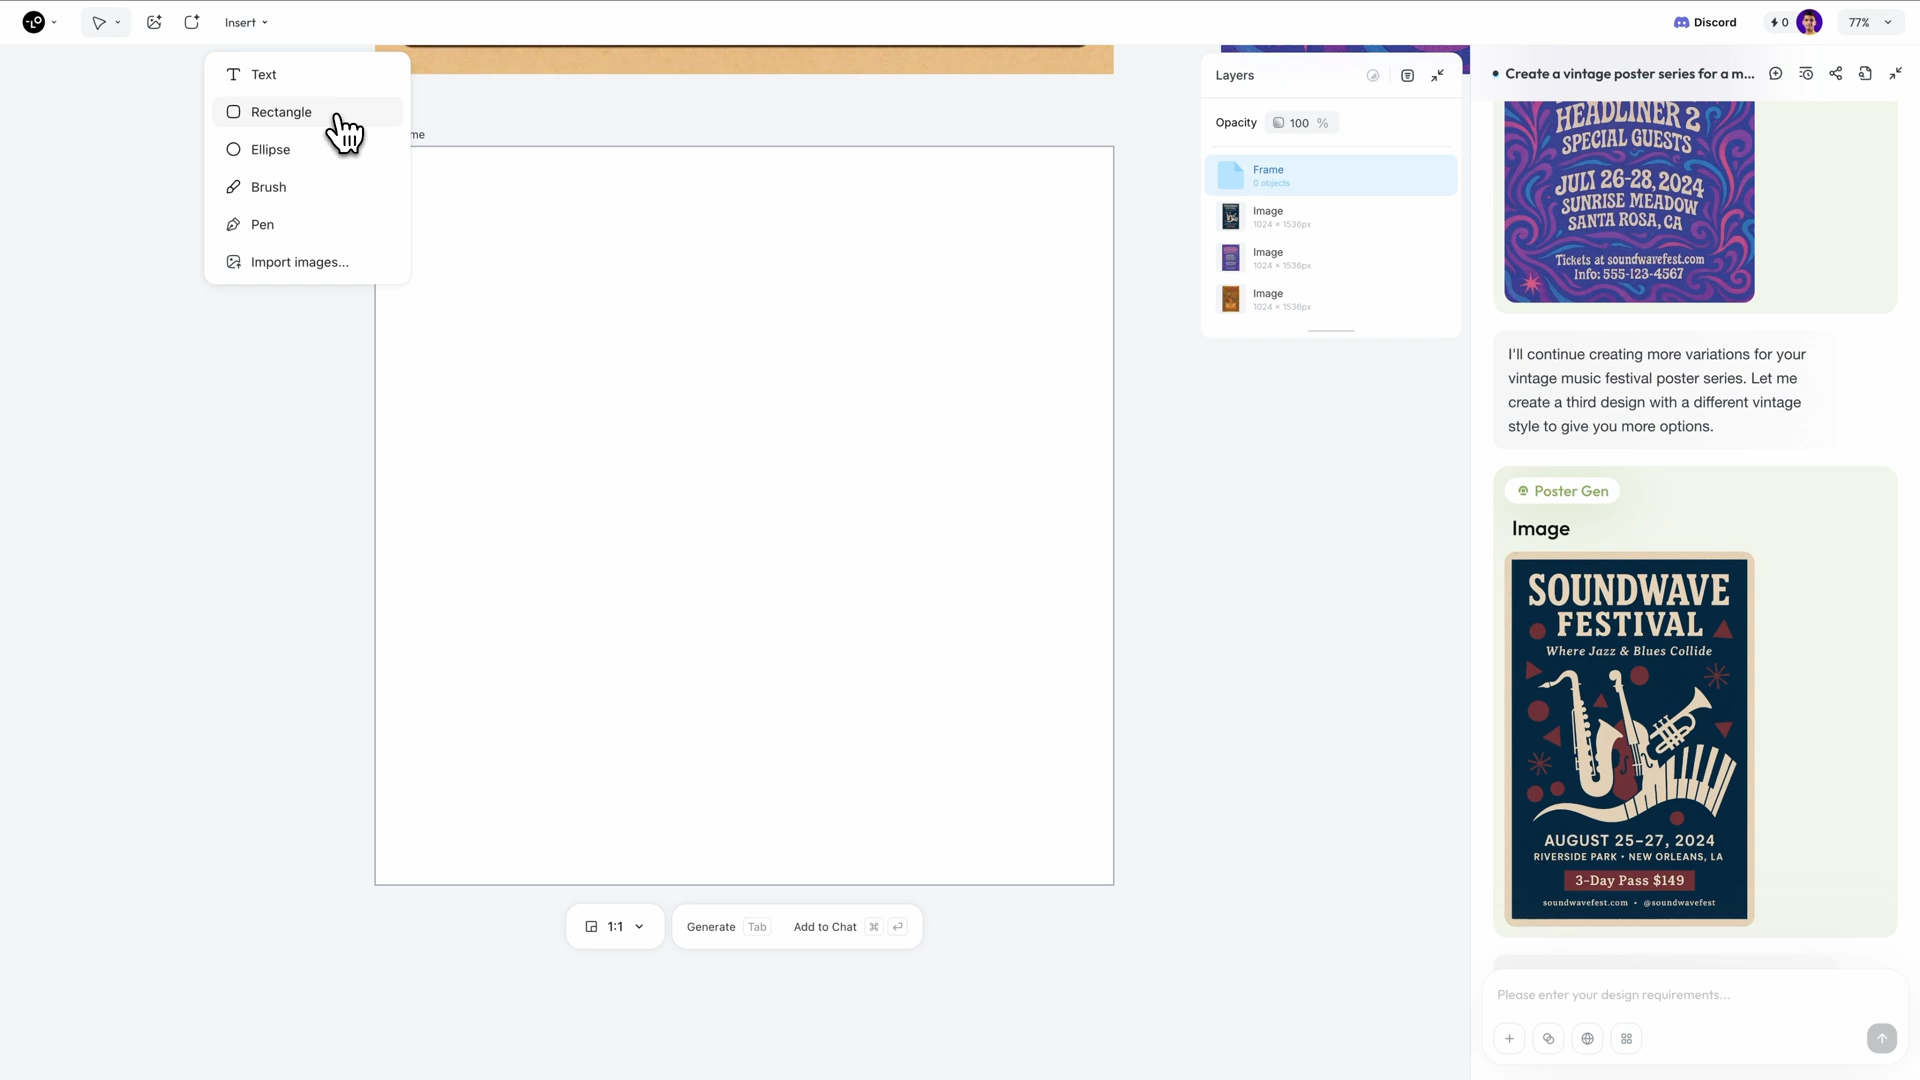 Insert
Discord
0
77%
Text
Rectangle
Ellipse
Brush
Pen
Import images...
me
Layers
Opacity
100 %
Frame
0 objects
Image
1024 × 1536px
Image
1024 × 1536px
Image
1024 × 1536px
1:1
Generate Tab
Add to Chat ⌘ ↵
Create a vintage poster series for a m...
HEADLINER 2
SPECIAL GUESTS
JULI 26-28, 2024
SUNRISE MEADOW
SANTA ROSA, CA
Tickets at soundwavefest.com
Info: 555-123-4567
I'll continue creating more variations for your
vintage music festival poster series. Let me
create a third design with a different vintage
style to give you more options.
Poster Gen
Image
SOUNDWAVE
FESTIVAL
Where Jazz & Blues Collide
AUGUST 25–27, 2024
RIVERSIDE PARK • NEW ORLEANS, LA
3-Day Pass $149
soundwavefest.com • @soundwavefest
Please enter your design requirements...